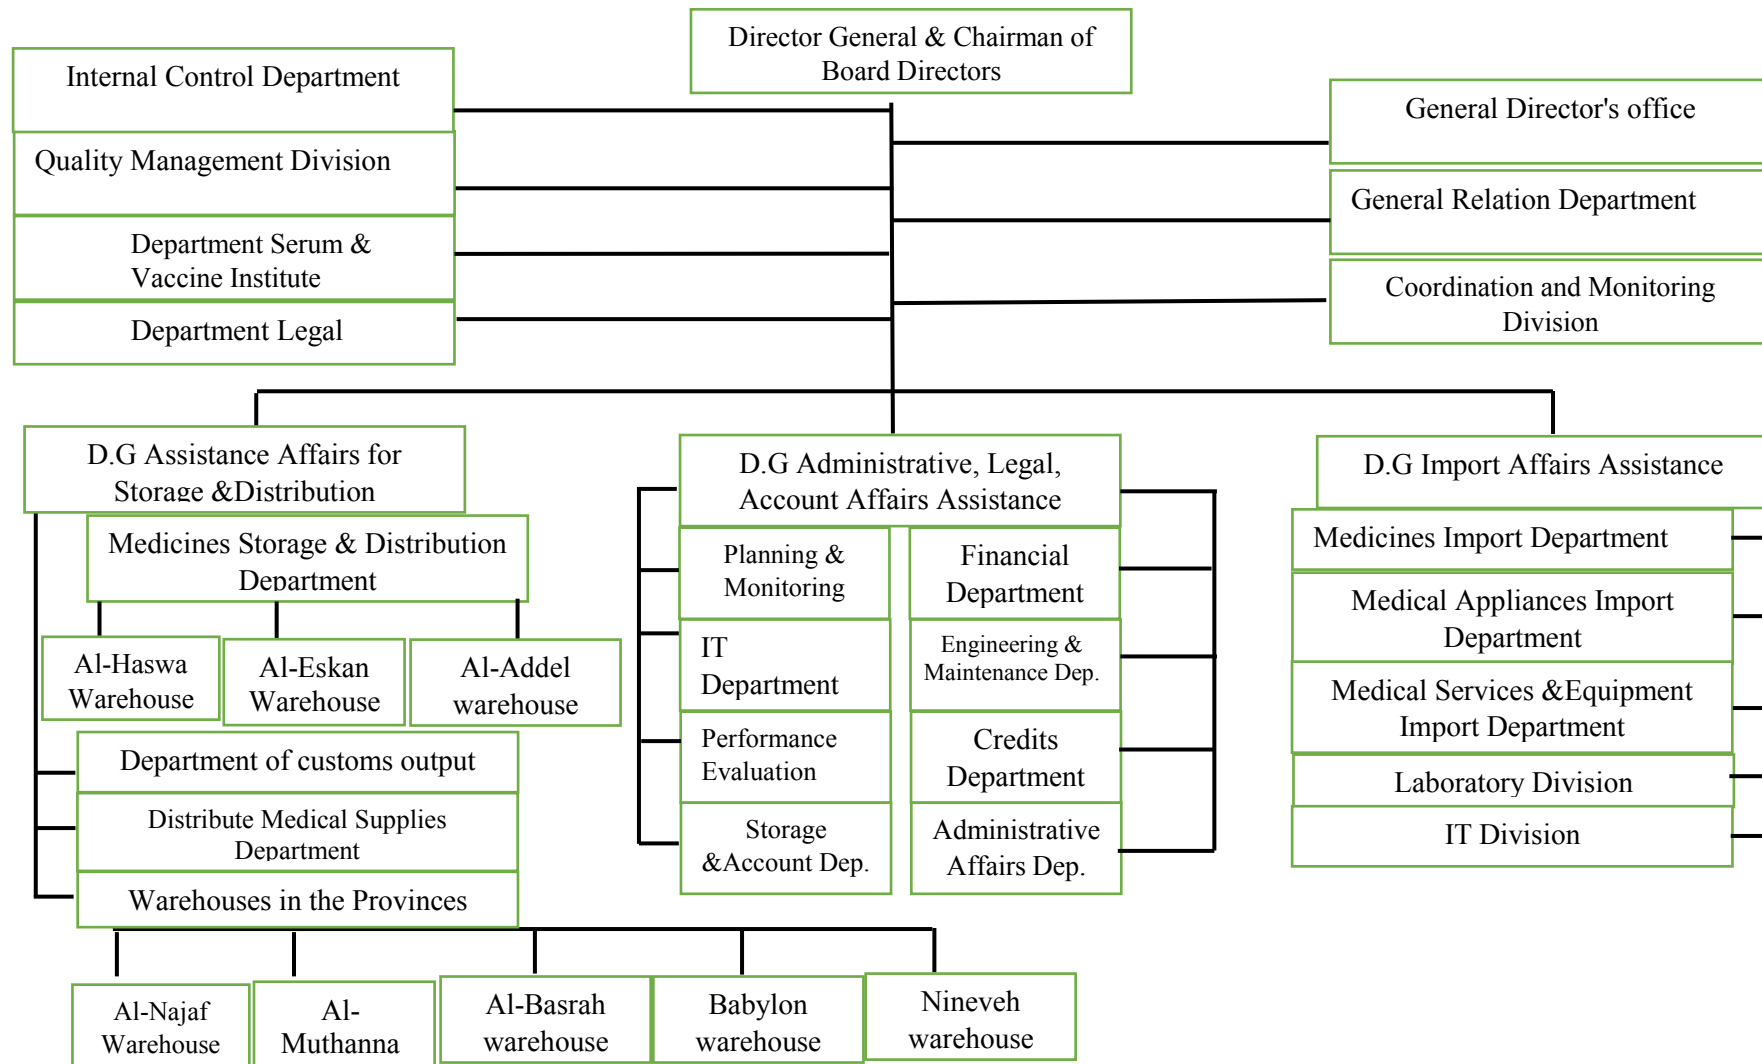 Director General & Chairman of
Board Directors
Internal Control Department
Quality Management Division
Department Serum &
Vaccine Institute
Department Legal
General Director's office
General Relation Department
Coordination and Monitoring
Division
D.G Assistance Affairs for
Storage &Distribution
Medicines Storage & Distribution
Department
Al-Haswa
Warehouse
Al-Eskan
Warehouse
Al-Addel
warehouse
Department of customs output
Distribute Medical Supplies
Department
Warehouses in the Provinces
Al-Najaf
Warehouse
Al-
Muthanna
Al-Basrah
warehouse
Babylon
warehouse
Nineveh
warehouse
D.G Administrative, Legal,
Account Affairs Assistance
Planning &
Monitoring
IT
Department
Performance
Evaluation
Storage
&Account Dep.
Financial
Department
Engineering &
Maintenance Dep.
Credits
Department
Administrative
Affairs Dep.
D.G Import Affairs Assistance
Medicines Import Department
Medical Appliances Import
Department
Medical Services &Equipment
Import Department
Laboratory Division
IT Division